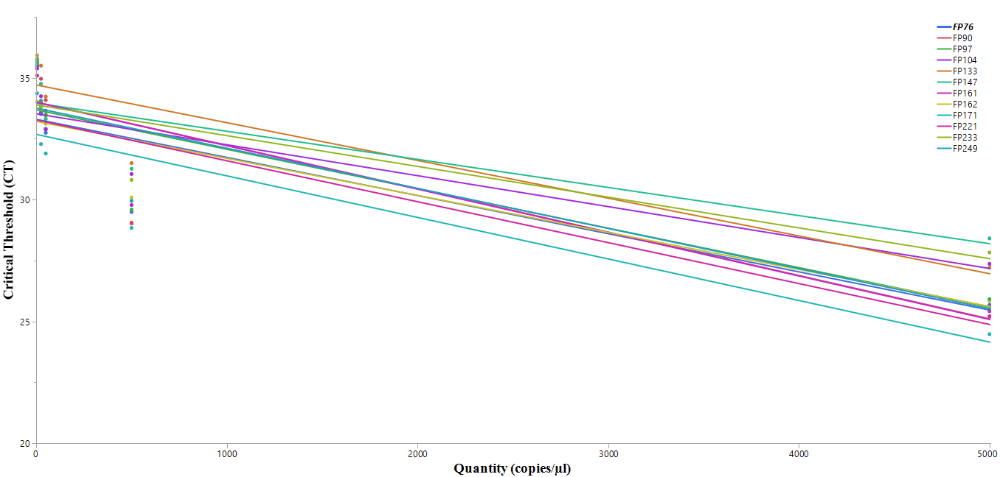 FP76
FP90
FP97
FP104
FP133
FP147
FP161
FP162
FP171
FP221
FP233
FP249
Critical Threshold (CT)
35
30
25
20
0 1000 2000 3000 4000 5000
Quantity (copies/µl)